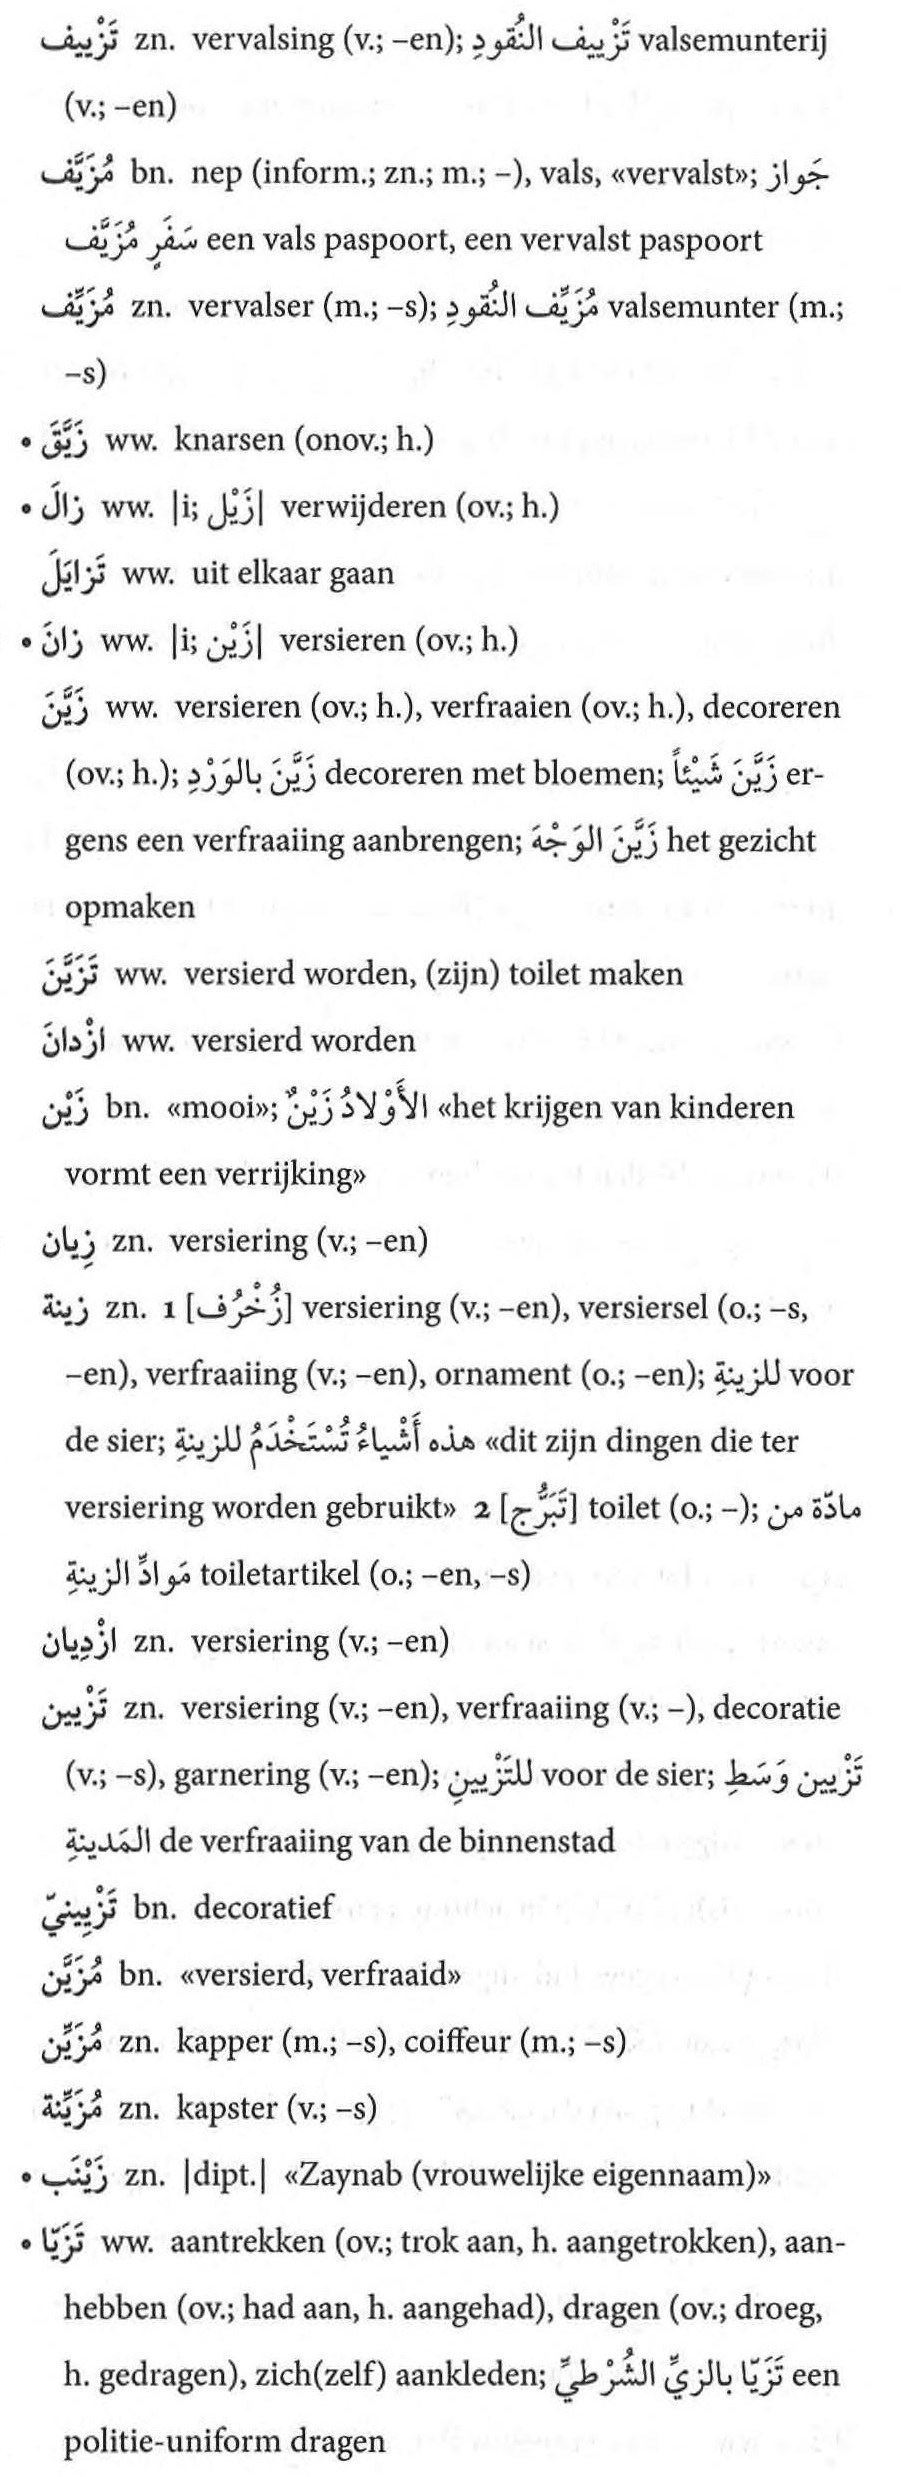 تَزْييف zn. vervalsing (v.; –en); تَزْييف النُقودِ valsemunterij
(v.; –en)
مُزَيَّف bn. nep (inform.; zn.; m.; –), vals, «vervalst»; جَواز
سَفَرٍ مُزَيَّف een vals paspoort, een vervalst paspoort
مُزَيِّف zn. vervalser (m.; –s); مُزَيِّف النُقودِ valsemunter (m.;
–s)
• زَيَّقَ ww. knarsen (onov.; h.)
• زالَ ww. |i; زَيْل| verwijderen (ov.; h.)
تَزايَلَ ww. uit elkaar gaan
• زانَ ww. |i; زَيْن| versieren (ov.; h.)
زَيَّنَ ww. versieren (ov.; h.), verfraaien (ov.; h.), decoreren
(ov.; h.); زَيَّنَ بالوَرْدِ decoreren met bloemen; زَيَّنَ شَيْئاً er-
gens een verfraaiing aanbrengen; زَيَّنَ الوَجْهَ het gezicht
opmaken
تَزَيَّنَ ww. versierd worden, (zijn) toilet maken
ازْدانَ ww. versierd worden
زَيْن bn. «mooi»; الأَوْلادُ زَيْنٌ «het krijgen van kinderen
vormt een verrijking»
زِيان zn. versiering (v.; –en)
زينة zn. 1 [زُخْرُف] versiering (v.; –en), versiersel (o.; –s,
–en), verfraaiing (v.; –en), ornament (o.; –en); للزينةِ voor
de sier; هذه أَشْياءُ تُسْتَخْدَمُ للزينةِ «dit zijn dingen die ter
versiering worden gebruikt» 2 [تَبَرُّج] toilet (o.; –); مادّة من
مَوادِّ الزينةِ toiletartikel (o.; –en, –s)
ازْدِيان zn. versiering (v.; –en)
تَزْيين zn. versiering (v.; –en), verfraaiing (v.; –), decoratie
(v.; –s), garnering (v.; –en); للتَزْيينِ voor de sier; تَزْيين وَسَطِ
المَدينةِ de verfraaiing van de binnenstad
تَزْيِينيّ bn. decoratief
مُزَيَّن bn. «versierd, verfraaid»
مُزَيِّن zn. kapper (m.; –s), coiffeur (m.; –s)
مُزَيِّنة zn. kapster (v.; –s)
• زَيْنَب zn. |dipt.| «Zaynab (vrouwelijke eigennaam)»
• تَزَيّا ww. aantrekken (ov.; trok aan, h. aangetrokken), aan-
hebben (ov.; had aan, h. aangehad), dragen (ov.; droeg,
h. gedragen), zich(zelf) aankleden; تَزَيّا بالزيِّ الشُرْطيِّ een
politie-uniform dragen